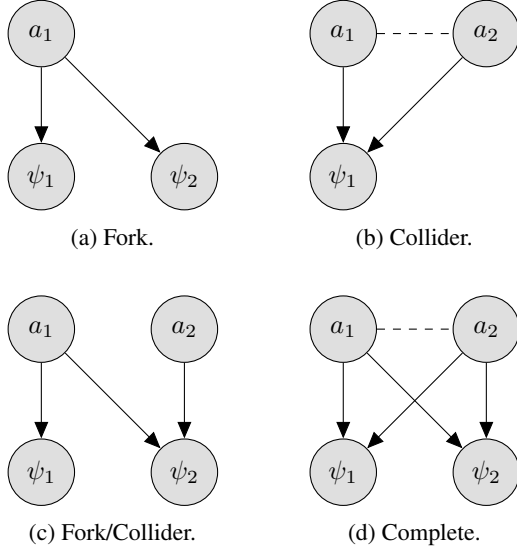 a₁ a₁ a₂
ψ₁ ψ₂ ψ₁
(a) Fork. (b) Collider.
a₁ a₂ a₁ a₂
ψ₁ ψ₂ ψ₁ ψ₂
(c) Fork/Collider. (d) Complete.